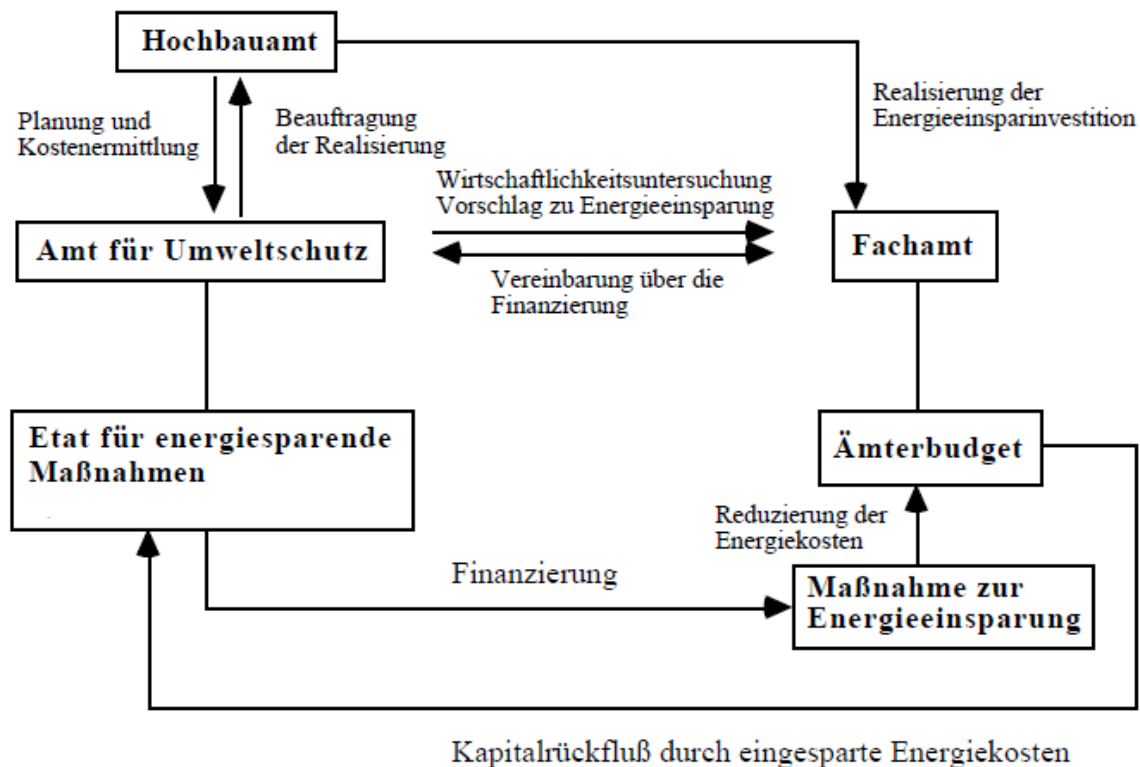 Hochbauamt
Planung und
Kostenermittlung
Beauftragung
der Realisierung
Realisierung der
Energieeinsparinvestition
Wirtschaftlichkeitsuntersuchung
Vorschlag zu Energieeinsparung
Amt für Umweltschutz
Fachamt
Vereinbarung über die
Finanzierung
Etat für energiesparende
Maßnahmen
Ämterbudget
Reduzierung der
Energiekosten
Finanzierung
Maßnahme zur
Energieeinsparung
Kapitalrückfluß durch eingesparte Energiekosten